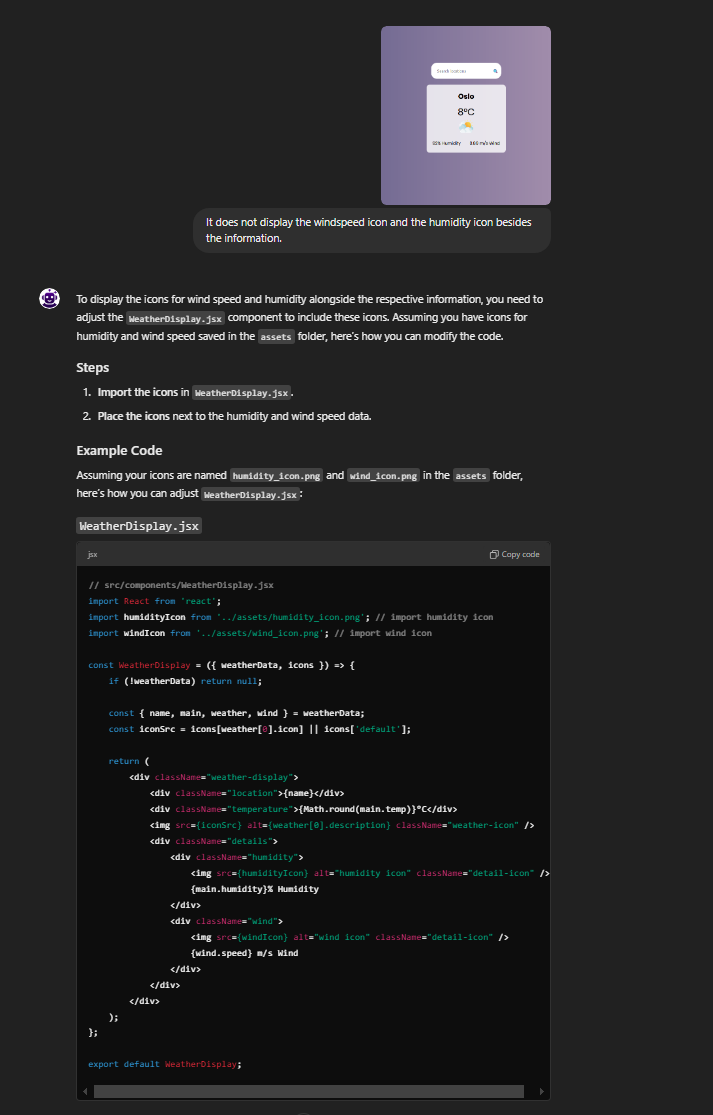 Oslo
8°C
Humidity
m/s Wind
It does not display the windspeed icon and the humidity icon besides
the information.
To display the icons for wind speed and humidity alongside the respective information, you need to
adjust the WeatherDisplay.jsx component to include these icons. Assuming you have icons for
humidity and wind speed saved in the assets folder, here's how you can modify the code.
Steps
1. Import the icons in WeatherDisplay.jsx.
2. Place the icons next to the humidity and wind speed data.
Example Code
Assuming your icons are named humidity_icon.png and wind_icon.png in the assets folder,
here's how you can adjust WeatherDisplay.jsx:
WeatherDisplay.jsx
jsx Copy code
// src/components/WeatherDisplay.jsx
import React from 'react';
import humidityIcon from '../assets/humidity_icon.png'; // import humidity icon
import windIcon from '../assets/wind_icon.png'; // import wind icon
const WeatherDisplay = ({ weatherData, icons }) => {
if (!weatherData) return null;
const { name, main, weather, wind } = weatherData;
const iconSrc = icons[weather[0].icon] || icons['default'];
return (
<div className="weather-display">
<div className="location">{name}</div>
<div className="temperature">{Math.round(main.temp)}°C</div>
<img src={iconSrc} alt={weather[0].description} className="weather-icon" />
<div className="details">
<div className="humidity">
<img src={humidityIcon} alt="humidity icon" className="detail-icon" />
{main.humidity}% Humidity
</div>
<div className="wind">
<img src={windIcon} alt="wind icon" className="detail-icon" />
{wind.speed} m/s Wind
</div>
</div>
</div>
);
};
export default WeatherDisplay;